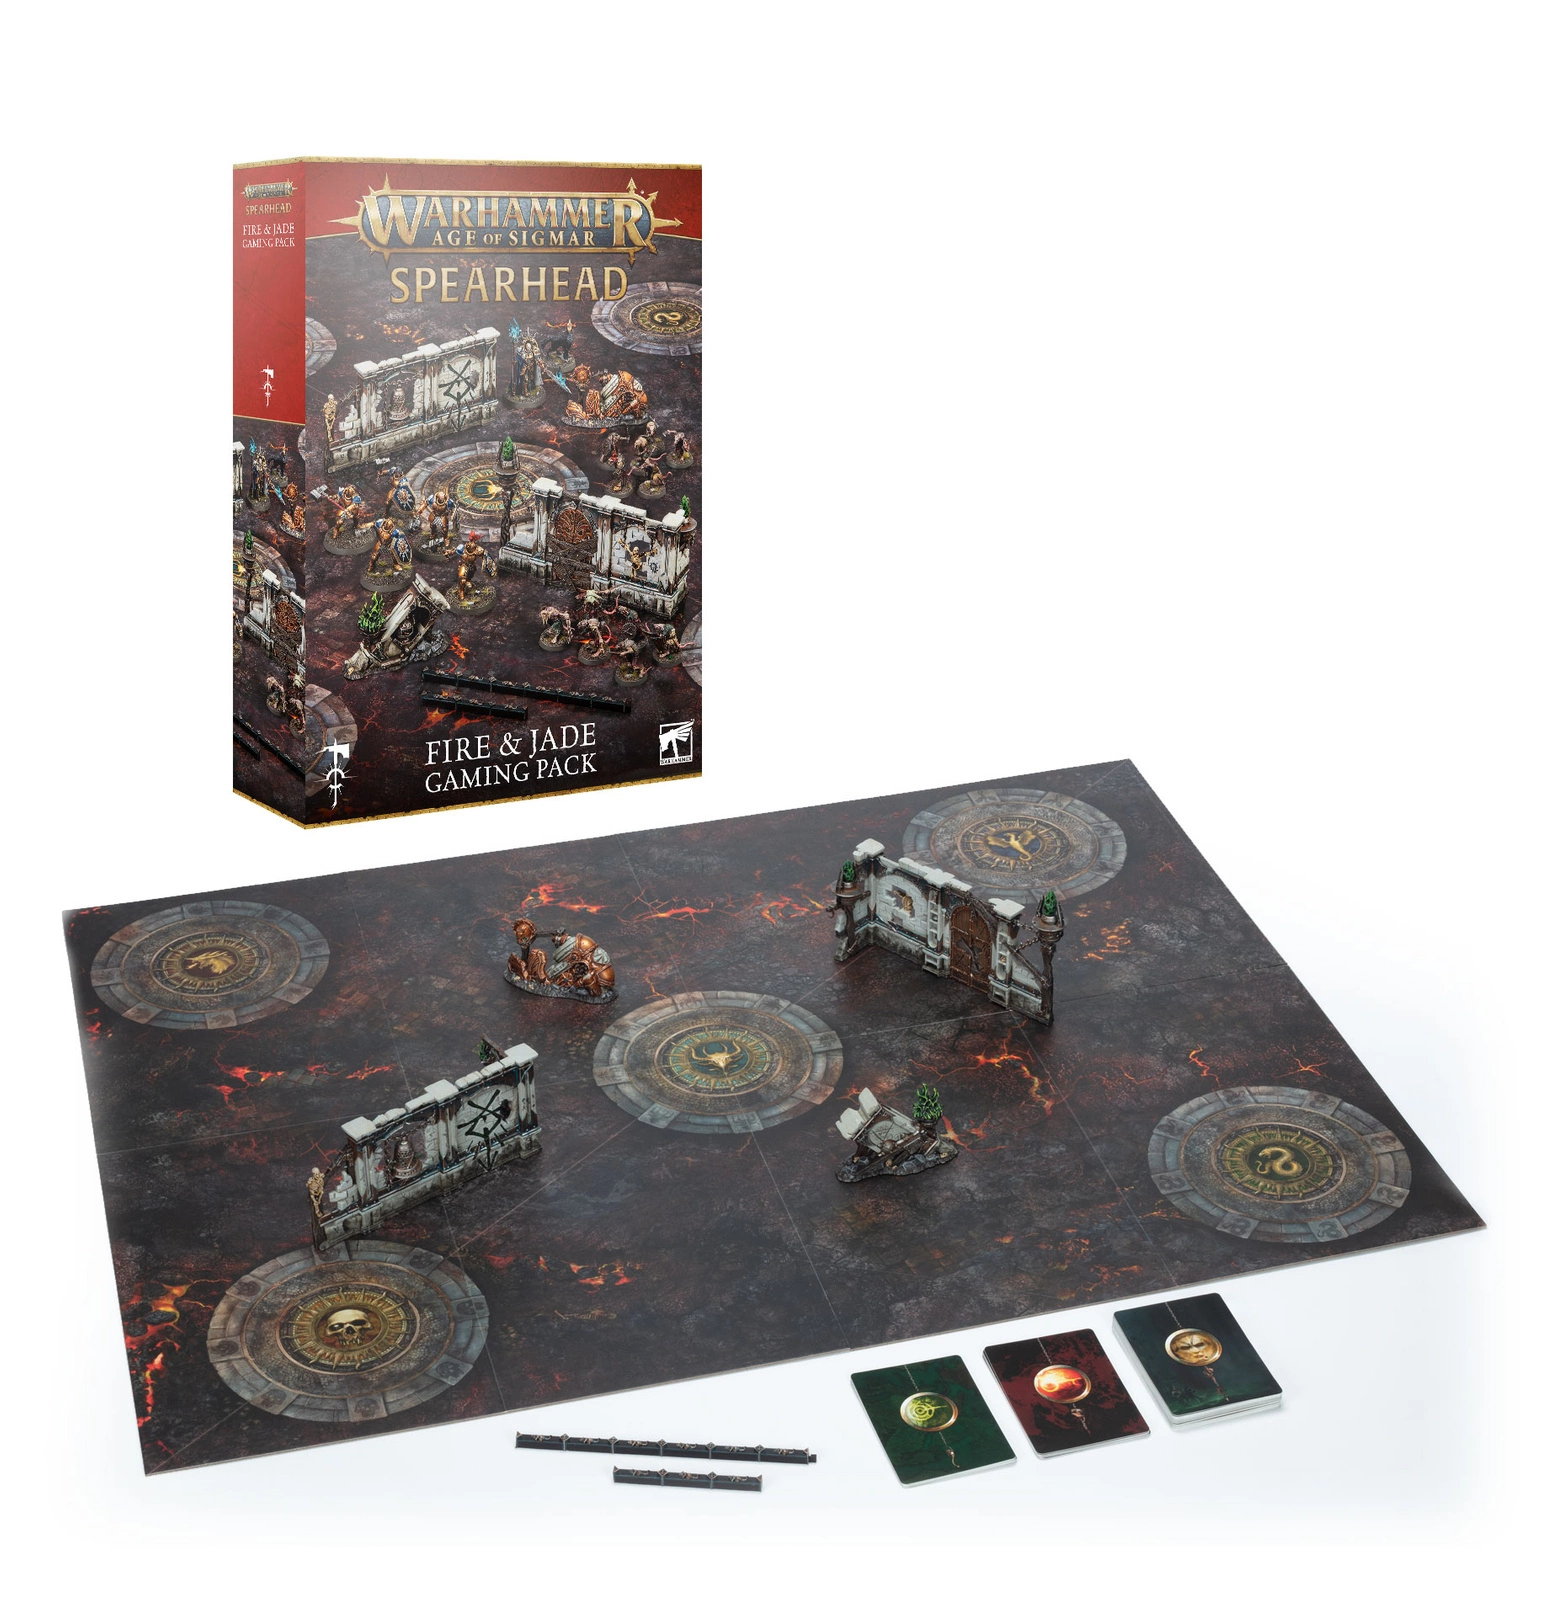 WARHAMMER
AGE OF SIGMAR
SPEARHEAD
FIRE & JADE
GAMING PACK
WARHAMMER
SPEARHEAD
FIRE & JADE
GAMING PACK